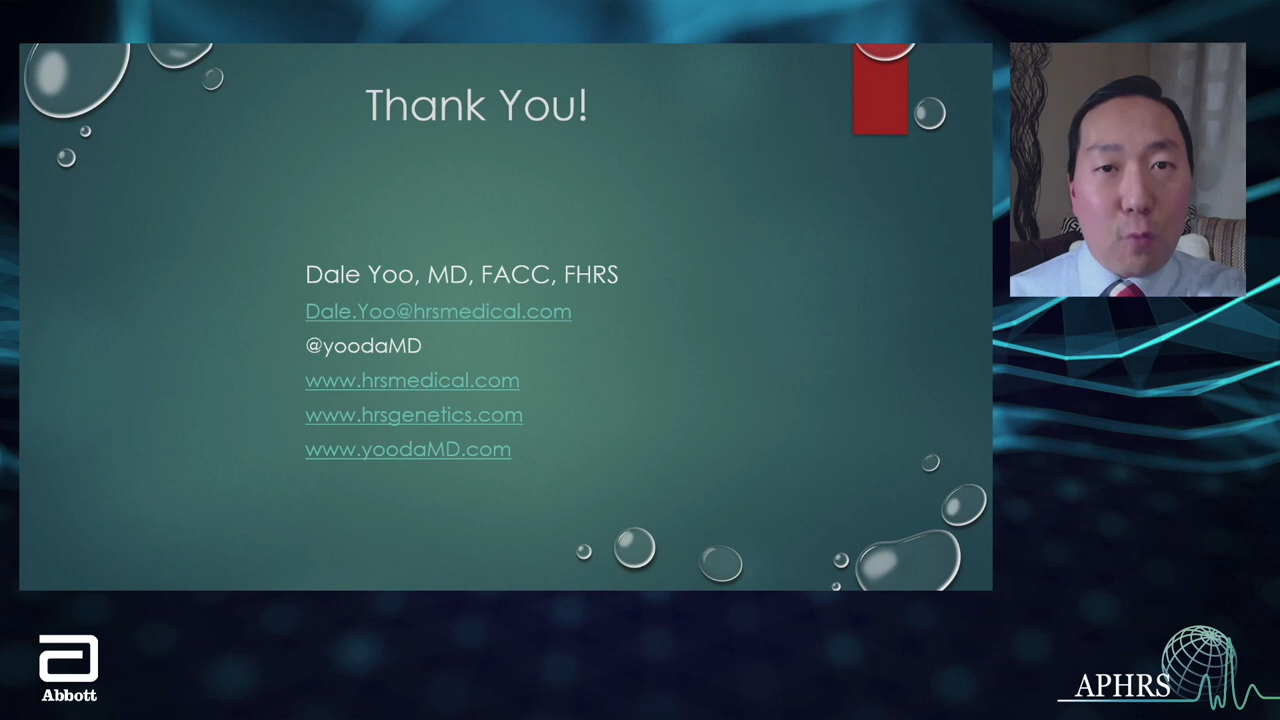 Thank You!
Dale Yoo, MD, FACC, FHRS
Dale.Yoo@hrsmedical.com
@yoodaMD
www.hrsmedical.com
www.hrsgenetics.com
www.yoodaMD.com
Abbott
APHRS